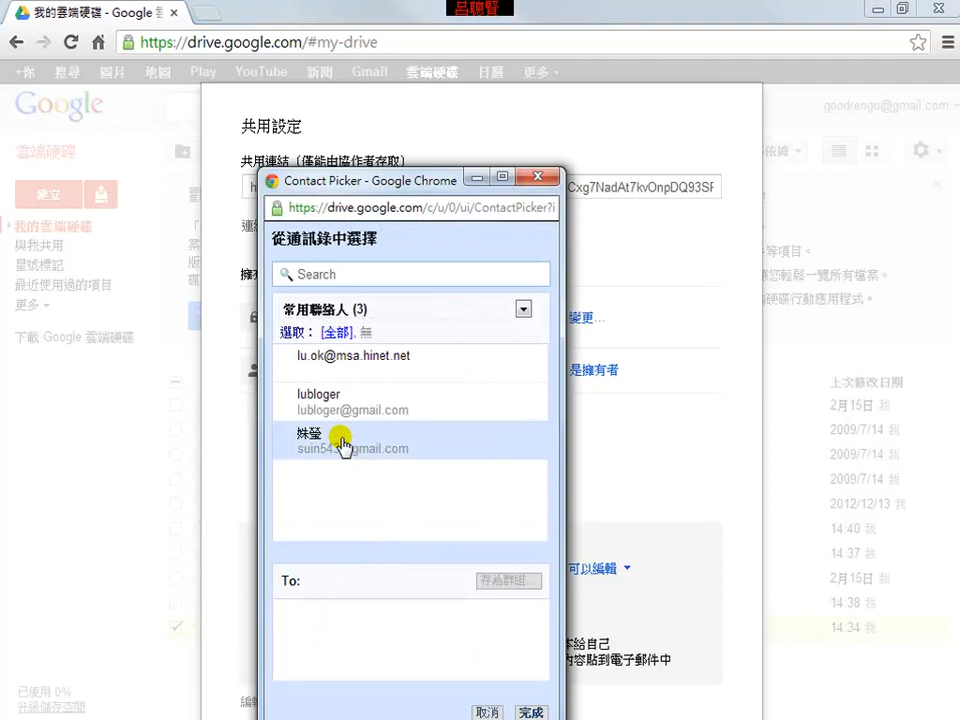 呂聰賢
我的雲端硬碟 - Google 雲
https://drive.google.com/#my-drive
+你 搜尋 圖片 地圖 Play YouTube 新聞 Gmail 雲端硬碟 日曆 更多
Google
goodrengo@gmail.com
雲端硬碟
建立
我的雲端硬碟
與我共用
星號標記
最近使用過的項目
更多
下載 Google 雲端硬碟
共用設定
共用連結（僅能由協作者存取）
Cxg7NadAt7kvOnpDQ93SF
變更...
是擁有者
可以編輯
本給自己
內容貼到電子郵件中
Contact Picker - Google Chrome
https://drive.google.com/c/u/0/ui/ContactPicker?i
從通訊錄中選擇
Search
常用聯絡人 (3)
選取： [全部], 無
lu.ok@msa.hinet.net
lubloger
lubloger@gmail.com
姝瑩
gmail.com
To:
存為群組...
取消 完成
等項目。
您輕鬆一覽所有檔案。
硬碟行動應用程式。
上次修改日期
2月15日 我
2009/7/14 我
2009/7/14 我
2009/7/14 我
2012/12/13 我
14:40 我
14:37 我
2月15日 我
14:38 我
14:34 我
已使用 0%
升級儲存空間